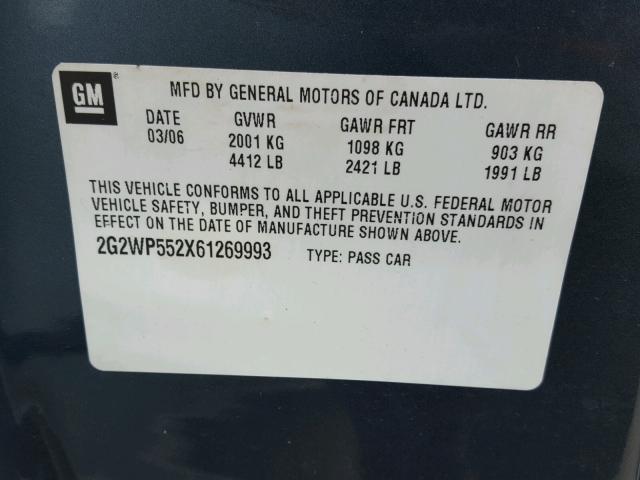 GM ®
MFD BY GENERAL MOTORS OF CANADA LTD.
DATE GVWR GAWR FRT GAWR RR
03/06 2001 KG 1098 KG 903 KG
4412 LB 2421 LB 1991 LB
THIS VEHICLE CONFORMS TO ALL APPLICABLE U.S. FEDERAL MOTOR
VEHICLE SAFETY, BUMPER, AND THEFT PREVENTION STANDARDS IN
EFFECT ON THE DATE OF MANUFACTURE SHOWN ABOVE.
2G2WP552X61269993 TYPE: PASS CAR